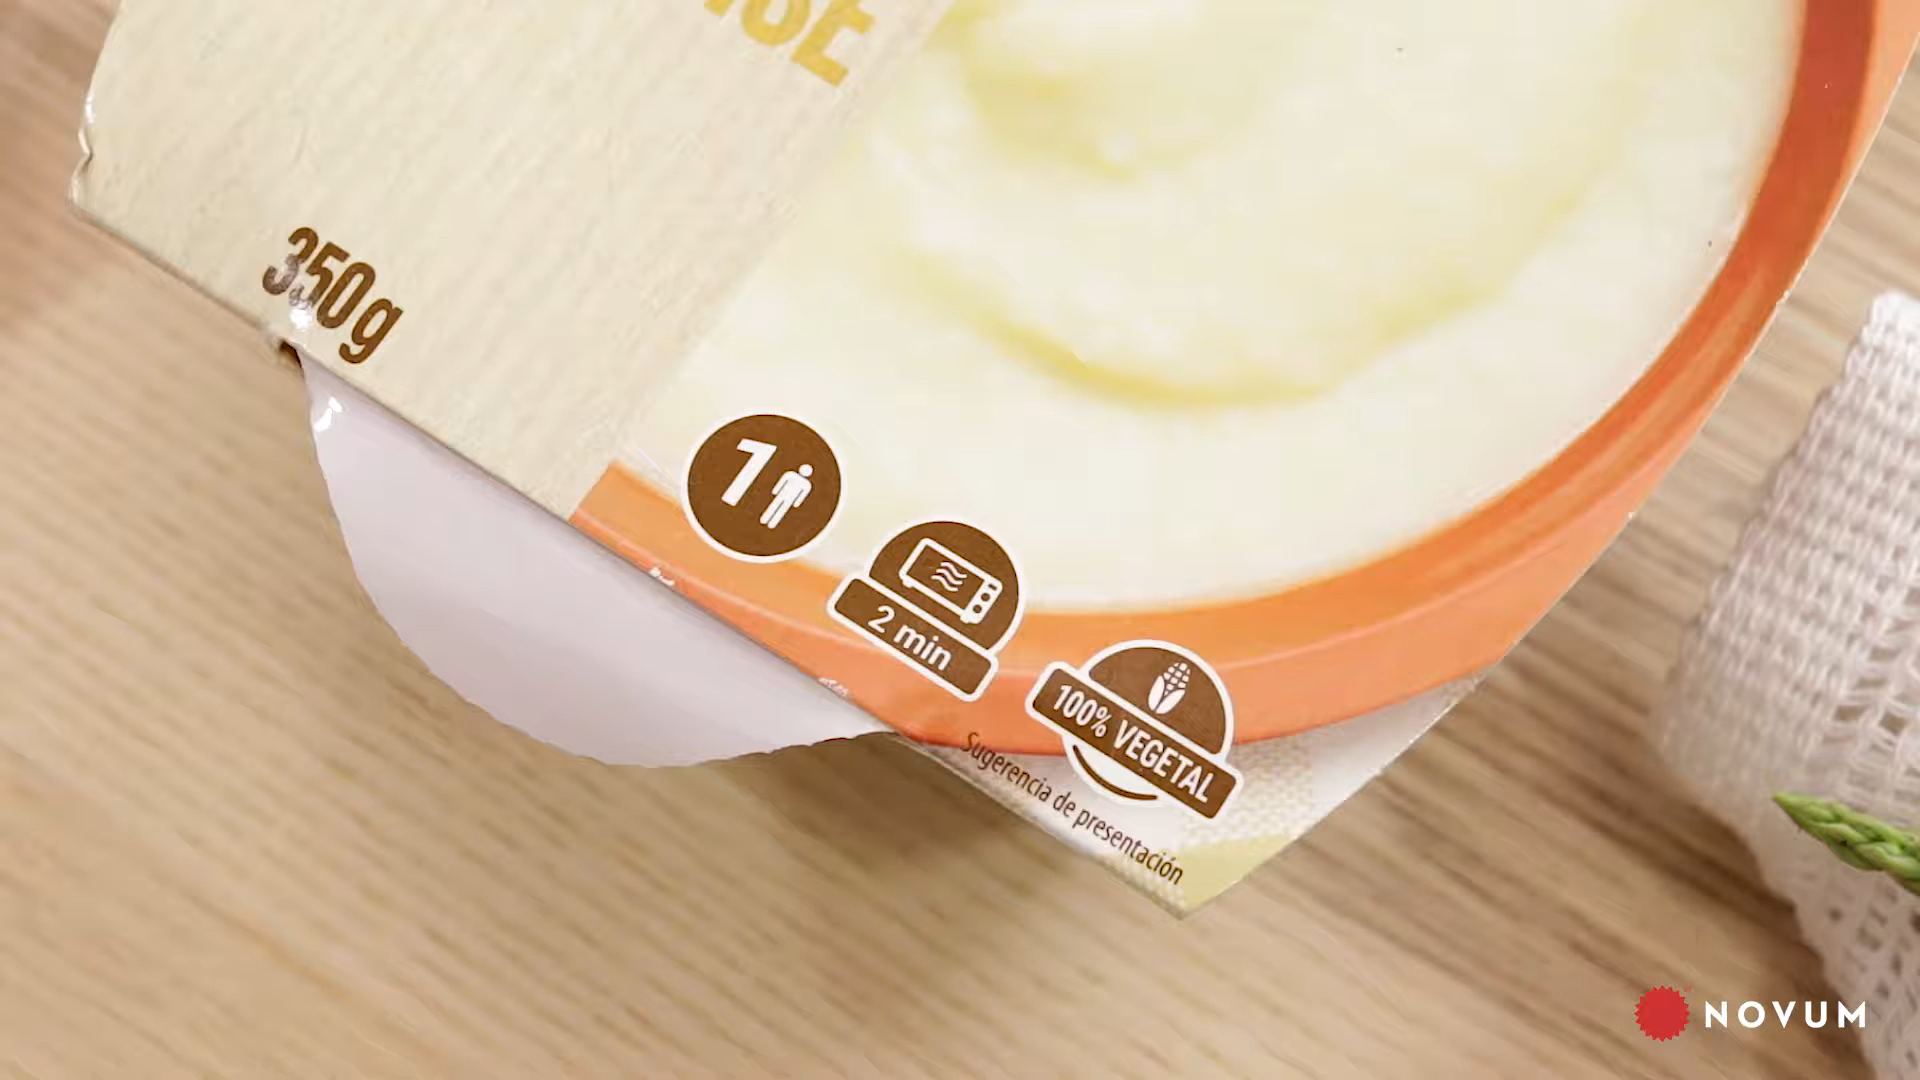 350g
1
2 min
100% VEGETAL
Sugerencia de presentación
NOVUM